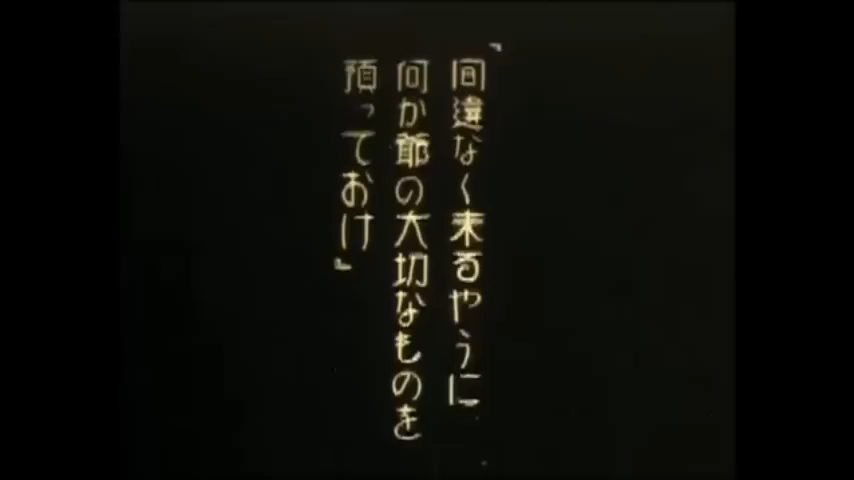 『間違なく来るやうに
何か爺の大切なものを
預っておけ』